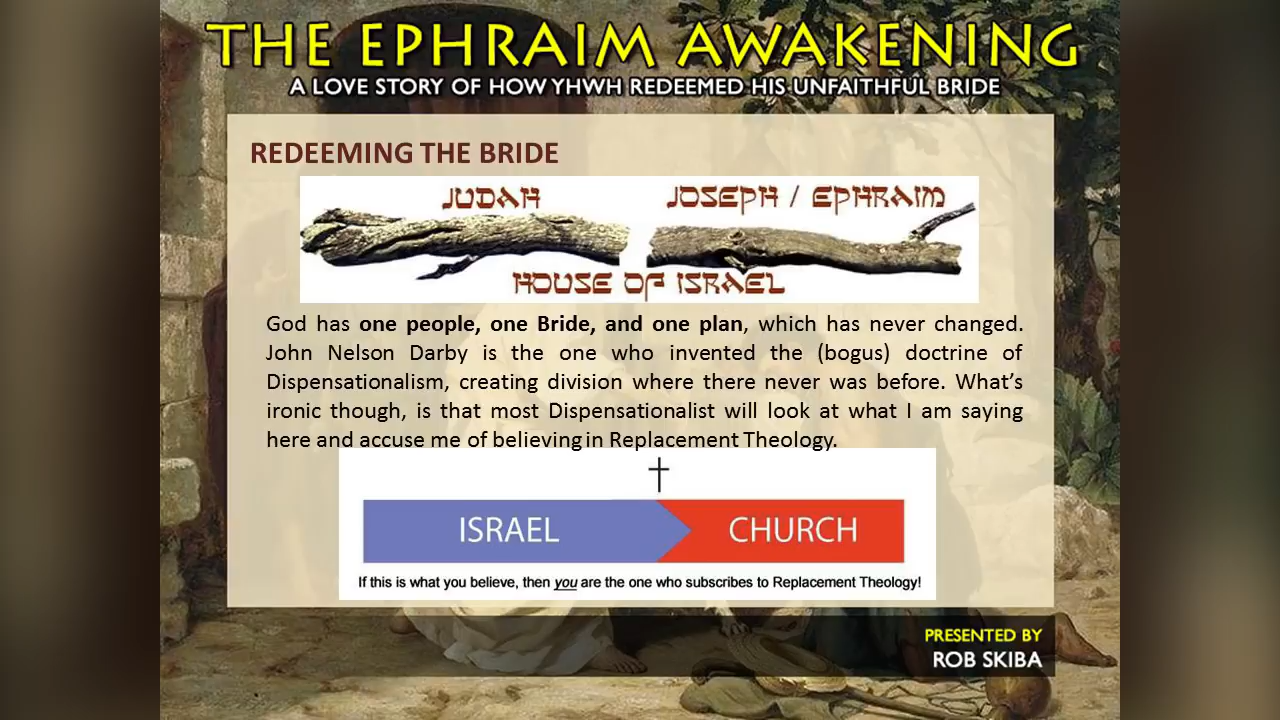 THE EPHRAIM AWAKENING
A LOVE STORY OF HOW YHWH REDEEMED HIS UNFAITHFUL BRIDE
REDEEMING THE BRIDE
JUDAH
JOSEPH / EPHRAIM
HOUSE OF ISRAEL
God has one people, one Bride, and one plan, which has never changed.
John Nelson Darby is the one who invented the (bogus) doctrine of
Dispensationalism, creating division where there never was before. What's
ironic though, is that most Dispensationalist will look at what I am saying
here and accuse me of believing in Replacement Theology.
ISRAEL
CHURCH
If this is what you believe, then you are the one who subscribes to Replacement Theology!
PRESENTED BY
ROB SKIBA